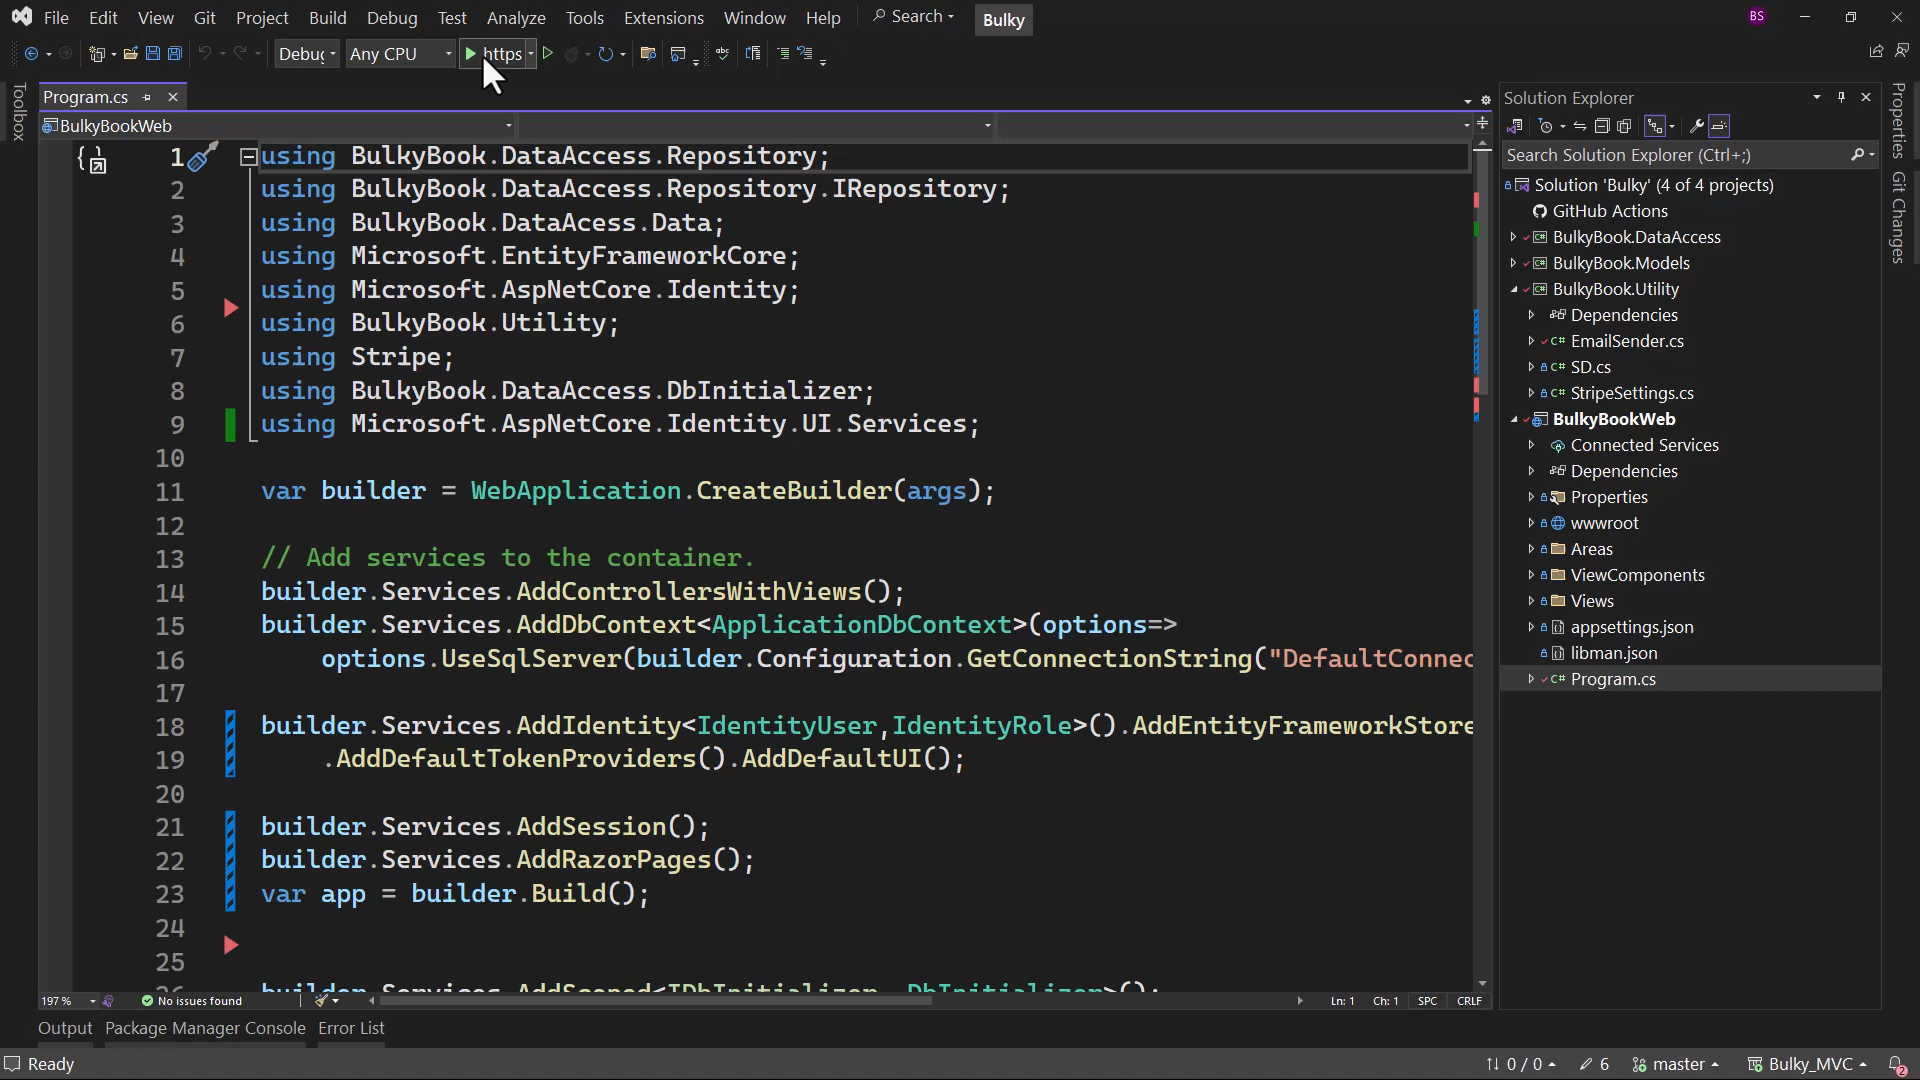 File Edit View Git Project Build Debug Test Analyze Tools Extensions Window Help Search Bulky BS
Debug Any CPU https
Toolbox
Program.cs
BulkyBookWeb
1 using BulkyBook.DataAccess.Repository;
2 using BulkyBook.DataAccess.Repository.IRepository;
3 using BulkyBook.DataAcess.Data;
4 using Microsoft.EntityFrameworkCore;
5 using Microsoft.AspNetCore.Identity;
6 using BulkyBook.Utility;
7 using Stripe;
8 using BulkyBook.DataAccess.DbInitializer;
9 using Microsoft.AspNetCore.Identity.UI.Services;
10
11 var builder = WebApplication.CreateBuilder(args);
12
13 // Add services to the container.
14 builder.Services.AddControllersWithViews();
15 builder.Services.AddDbContext<ApplicationDbContext>(options=>
16 options.UseSqlServer(builder.Configuration.GetConnectionString("DefaultConnec
17
18 builder.Services.AddIdentity<IdentityUser,IdentityRole>().AddEntityFrameworkStore
19 .AddDefaultTokenProviders().AddDefaultUI();
20
21 builder.Services.AddSession();
22 builder.Services.AddRazorPages();
23 var app = builder.Build();
24
25
26 builder.Services.AddScoped<IDbInitializer, DbInitializer>();
197 % No issues found Ln: 1 Ch: 1 SPC CRLF
Solution Explorer
Search Solution Explorer (Ctrl+;)
Solution 'Bulky' (4 of 4 projects)
GitHub Actions
BulkyBook.DataAccess
BulkyBook.Models
BulkyBook.Utility
Dependencies
EmailSender.cs
SD.cs
StripeSettings.cs
BulkyBookWeb
Connected Services
Dependencies
Properties
wwwroot
Areas
ViewComponents
Views
appsettings.json
libman.json
Program.cs
Properties
Git Changes
Output Package Manager Console Error List
Ready 0 / 0 6 master Bulky_MVC 2